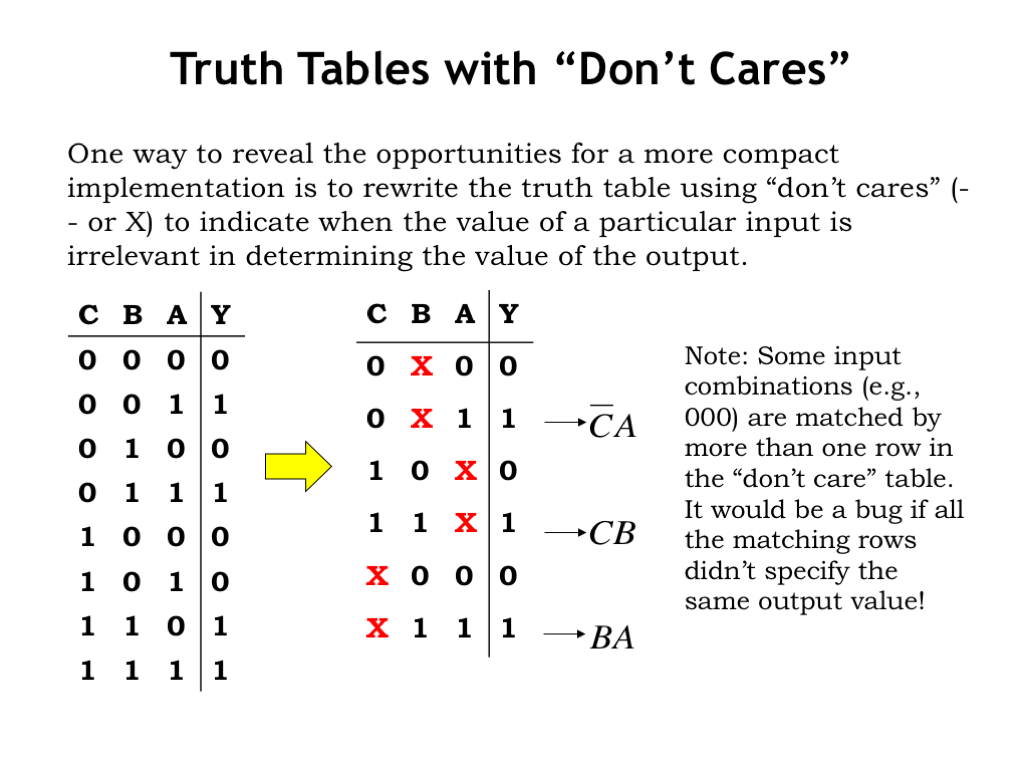 Truth Tables with “Don’t Cares”
One way to reveal the opportunities for a more compact
implementation is to rewrite the truth table using “don’t cares” (-
- or X) to indicate when the value of a particular input is
irrelevant in determining the value of the output.
C B A Y
0 0 0 0
0 0 1 1
0 1 0 0
0 1 1 1
1 0 0 0
1 0 1 0
1 1 0 1
1 1 1 1
C B A Y
0 X 0 0
0 X 1 1 C̅A
1 0 X 0
1 1 X 1 CB
X 0 0 0
X 1 1 1 BA
Note: Some input
combinations (e.g.,
000) are matched by
more than one row in
the “don’t care” table.
It would be a bug if all
the matching rows
didn’t specify the
same output value!